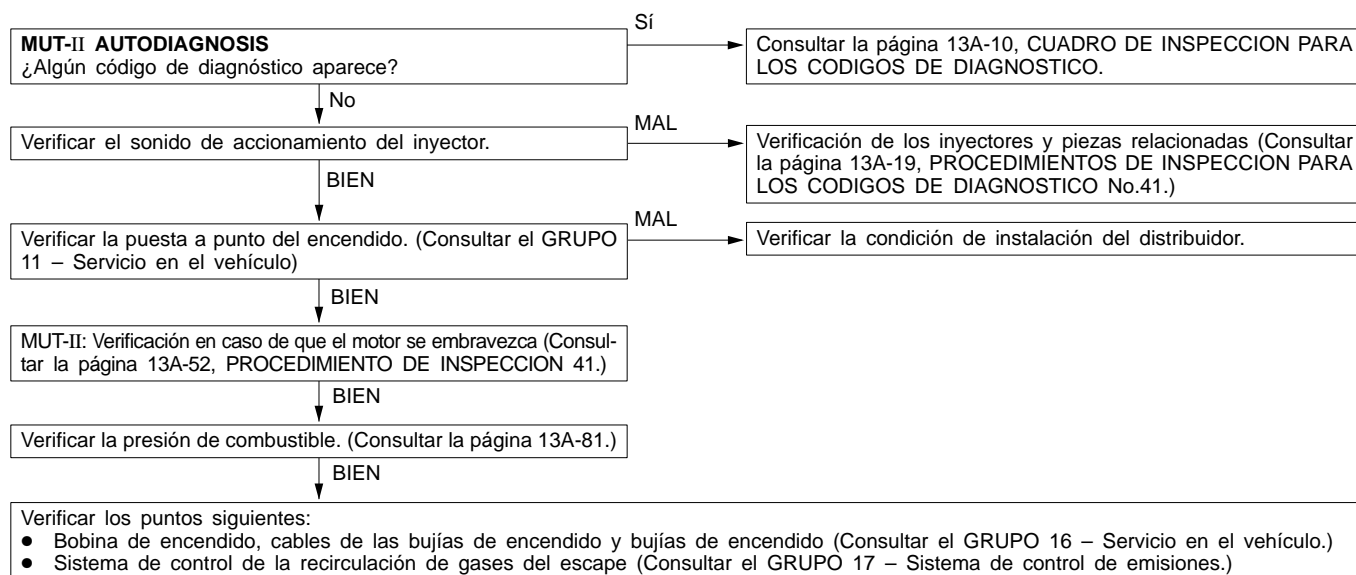 MUT-II AUTODIAGNOSIS
¿Algún código de diagnóstico aparece?
Sí
Consultar la página 13A-10, CUADRO DE INSPECCION PARA
LOS CODIGOS DE DIAGNOSTICO.
No
Verificar el sonido de accionamiento del inyector.
MAL
Verificación de los inyectores y piezas relacionadas (Consultar
la página 13A-19, PROCEDIMIENTOS DE INSPECCION PARA
LOS CODIGOS DE DIAGNOSTICO No.41.)
BIEN
Verificar la puesta a punto del encendido. (Consultar el GRUPO
11 – Servicio en el vehículo)
MAL
Verificar la condición de instalación del distribuidor.
BIEN
MUT-II: Verificación en caso de que el motor se embravezca (Consul-
tar la página 13A-52, PROCEDIMIENTO DE INSPECCION 41.)
BIEN
Verificar la presión de combustible. (Consultar la página 13A-81.)
BIEN
Verificar los puntos siguientes:
● Bobina de encendido, cables de las bujías de encendido y bujías de encendido (Consultar el GRUPO 16 – Servicio en el vehículo.)
● Sistema de control de la recirculación de gases del escape (Consultar el GRUPO 17 – Sistema de control de emisiones.)